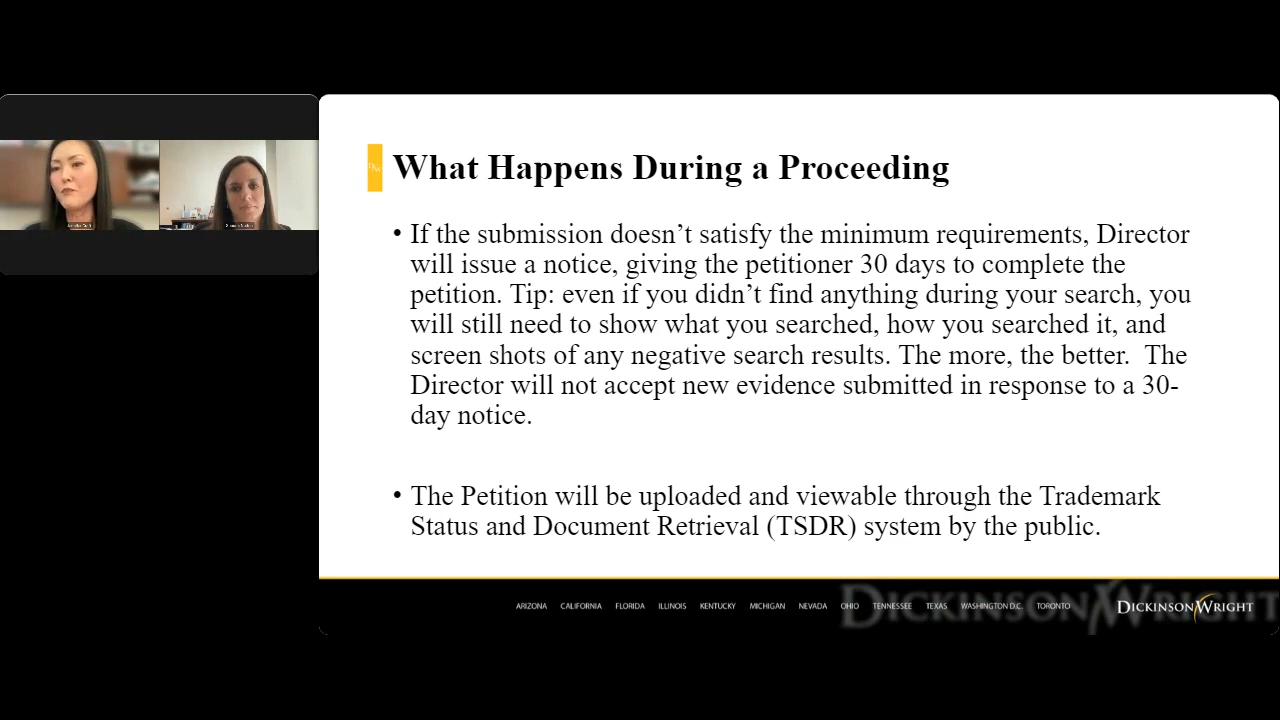 What Happens During a Proceeding
• If the submission doesn’t satisfy the minimum requirements, Director
will issue a notice, giving the petitioner 30 days to complete the
petition. Tip: even if you didn’t find anything during your search, you
will still need to show what you searched, how you searched it, and
screen shots of any negative search results. The more, the better.  The
Director will not accept new evidence submitted in response to a 30-
day notice.
• The Petition will be uploaded and viewable through the Trademark
Status and Document Retrieval (TSDR) system by the public.
ARIZONA CALIFORNIA FLORIDA ILLINOIS KENTUCKY MICHIGAN NEVADA OHIO TENNESSEE TEXAS WASHINGTON D.C. TORONTO
DICKINSON WRIGHT
DICKINSON WRIGHT